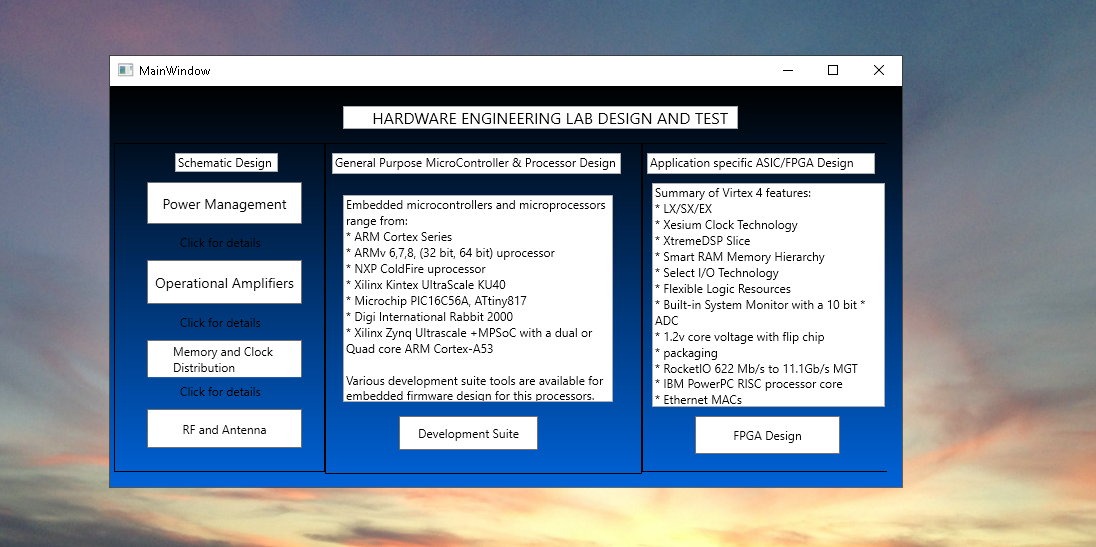 MainWindow
HARDWARE ENGINEERING LAB DESIGN AND TEST
Schematic Design
Power Management
Click for details
Operational Amplifiers
Click for details
Memory and Clock
Distribution
Click for details
RF and Antenna
General Purpose MicroController & Processor Design
Embedded microcontrollers and microprocessors
range from:
* ARM Cortex Series
* ARMv 6,7,8, (32 bit, 64 bit) uprocessor
* NXP ColdFire uprocessor
* Xilinx Kintex UltraScale KU40
* Microchip PIC16C56A, ATtiny817
* Digi International Rabbit 2000
* Xilinx Zynq Ultrascale +MPSoC with a dual or
Quad core ARM Cortex-A53
Various development suite tools are available for
embedded firmware design for this processors.
Development Suite
Application specific ASIC/FPGA Design
Summary of Virtex 4 features:
* LX/SX/EX
* Xesium Clock Technology
* XtremeDSP Slice
* Smart RAM Memory Hierarchy
* Select I/O Technology
* Flexible Logic Resources
* Built-in System Monitor with a 10 bit *
ADC
* 1.2v core voltage with flip chip
* packaging
* RocketIO 622 Mb/s to 11.1Gb/s MGT
* IBM PowerPC RISC processor core
* Ethernet MACs
FPGA Design